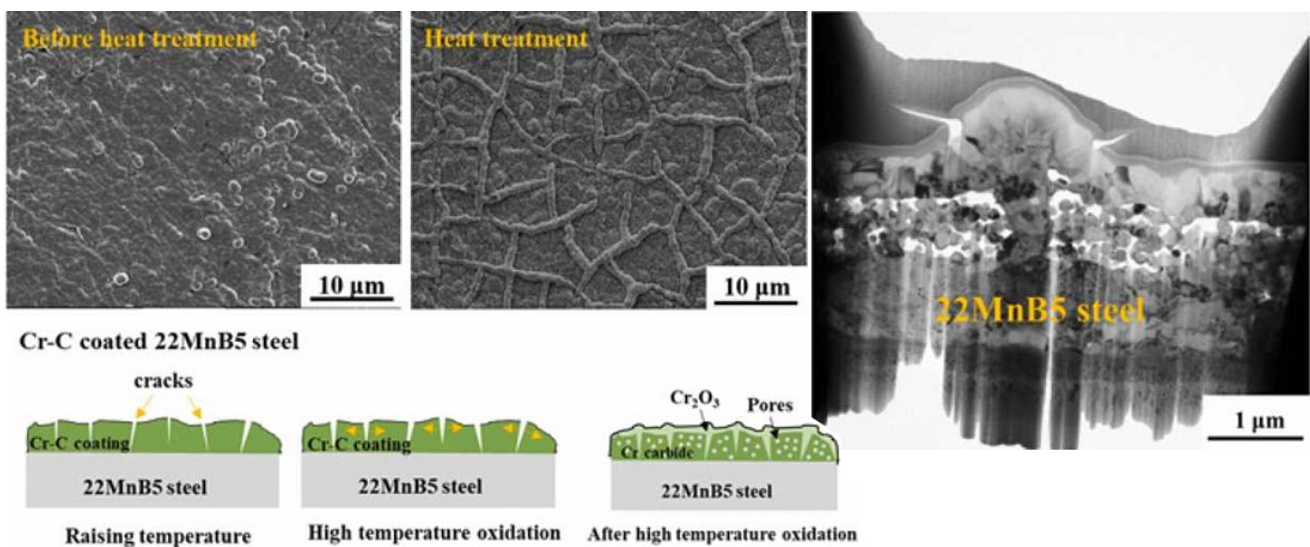 Before heat treatment
10 μm
Heat treatment
10 μm
22MnB5 steel
1 μm
Cr-C coated 22MnB5 steel
cracks
Cr-C coating
22MnB5 steel
Raising temperature
Cr-C coating
22MnB5 steel
High temperature oxidation
Cr₂O₃
Pores
Cr carbide
22MnB5 steel
After high temperature oxidation